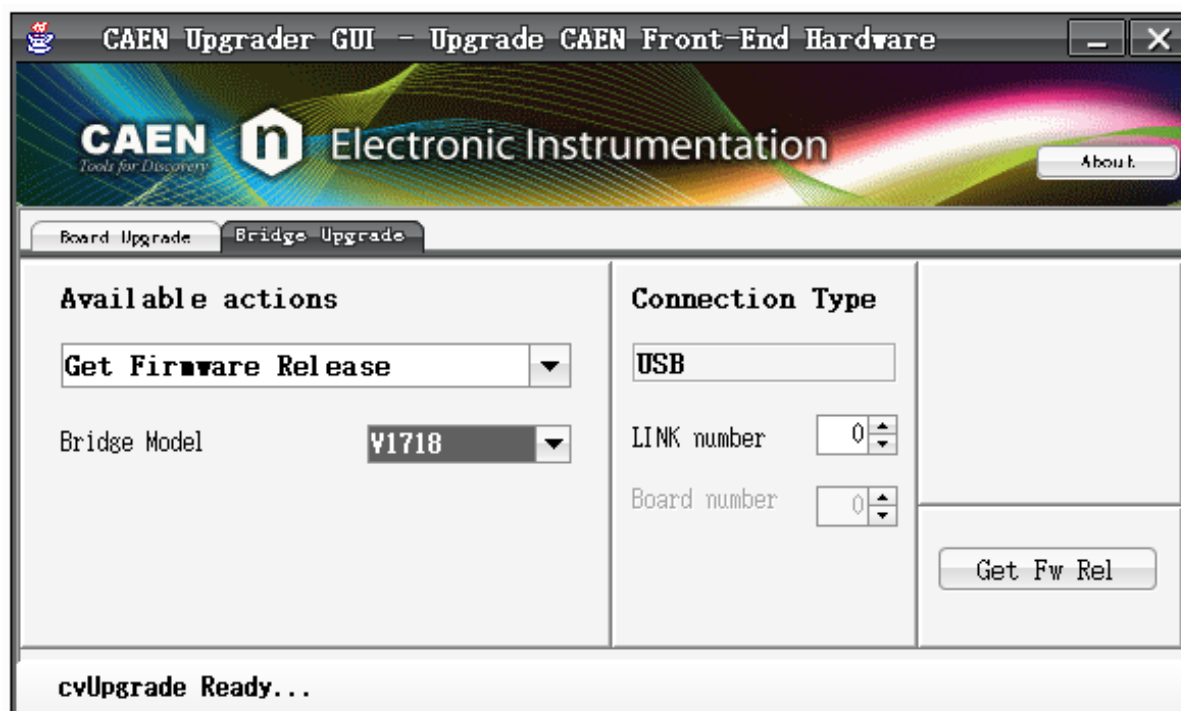 CAEN Upgrader GUI - Upgrade CAEN Front-End Hardware
CAEN n Electronic Instrumentation
Tools for Discovery
About
Board Upgrade Bridge Upgrade
Available actions Connection Type
Get Firmware Release USB
Bridge Model V1718 LINK number 0
Board number 0
Get Fw Rel
cvUpgrade Ready...